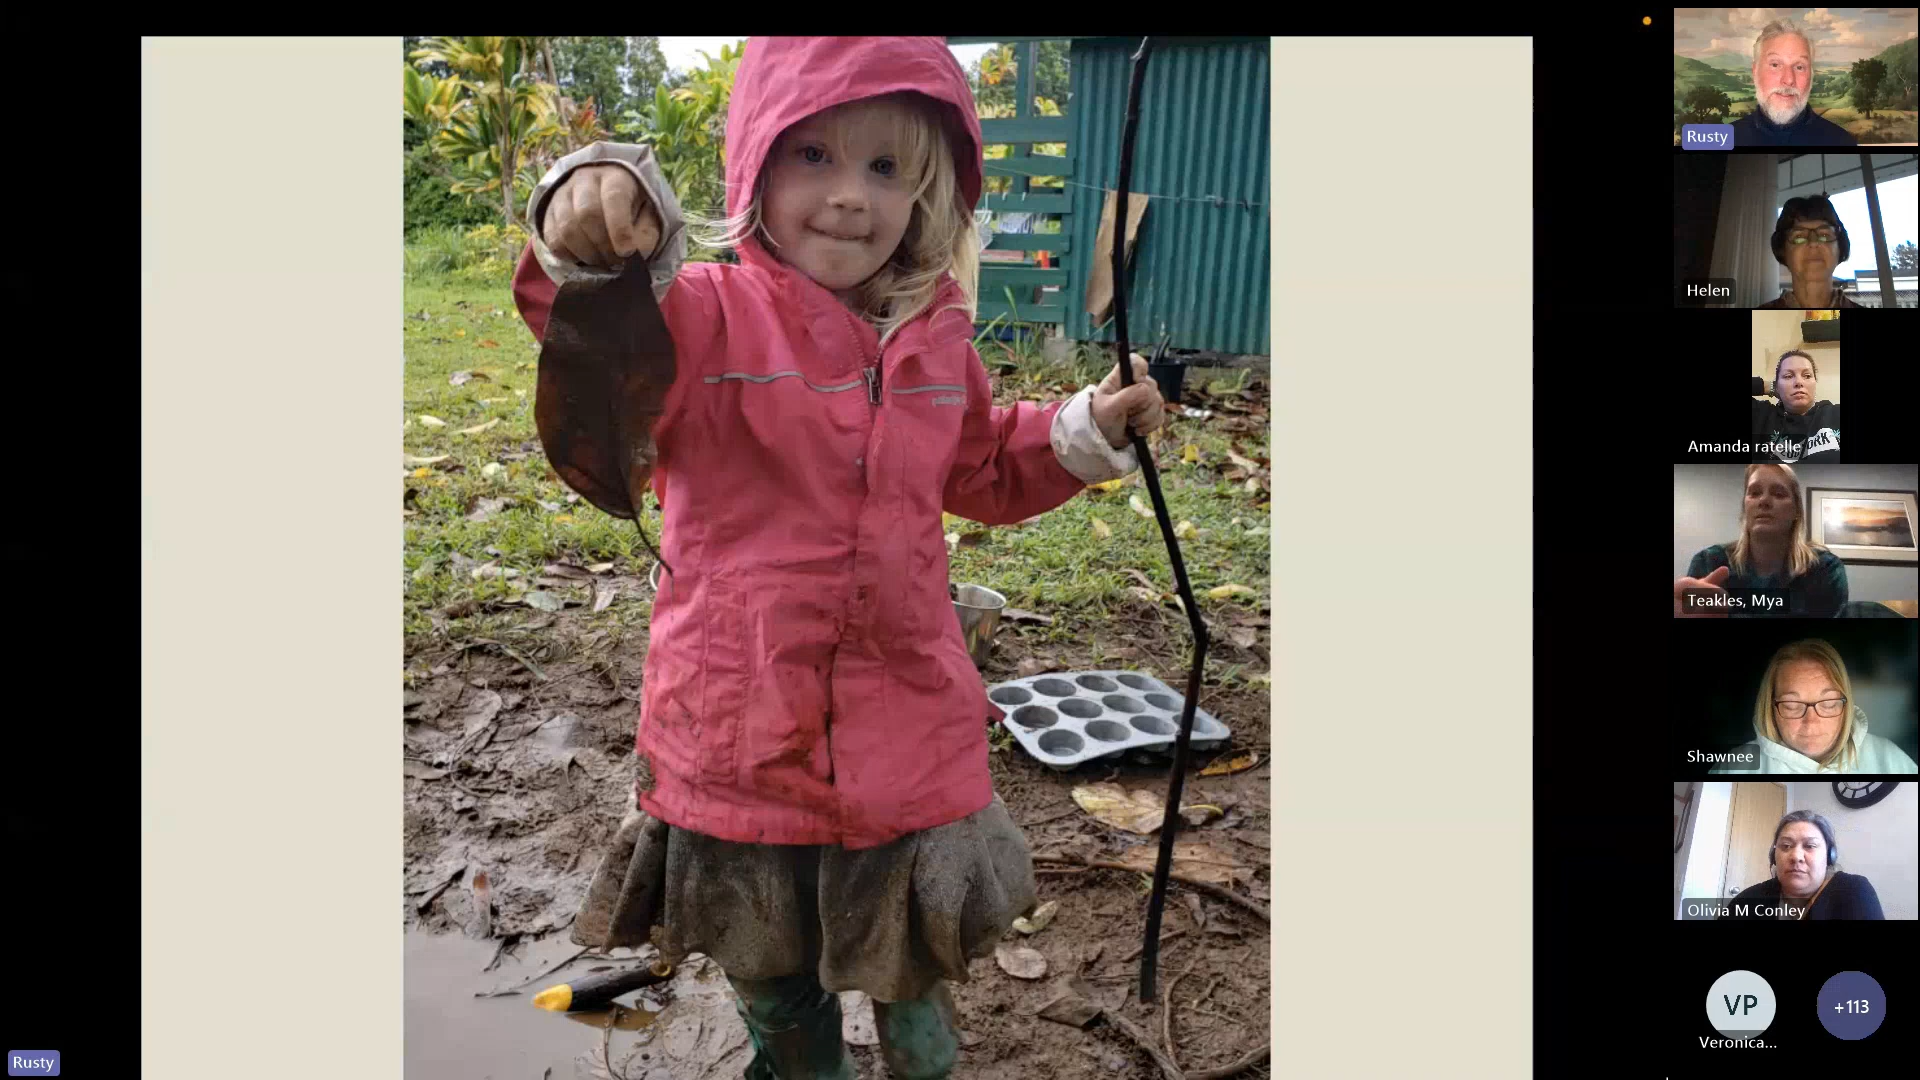 Rusty
Helen
Amanda ratelle
Teakles, Mya
Shawnee
Olivia M Conley
VP
+113
Veronica...
Rusty